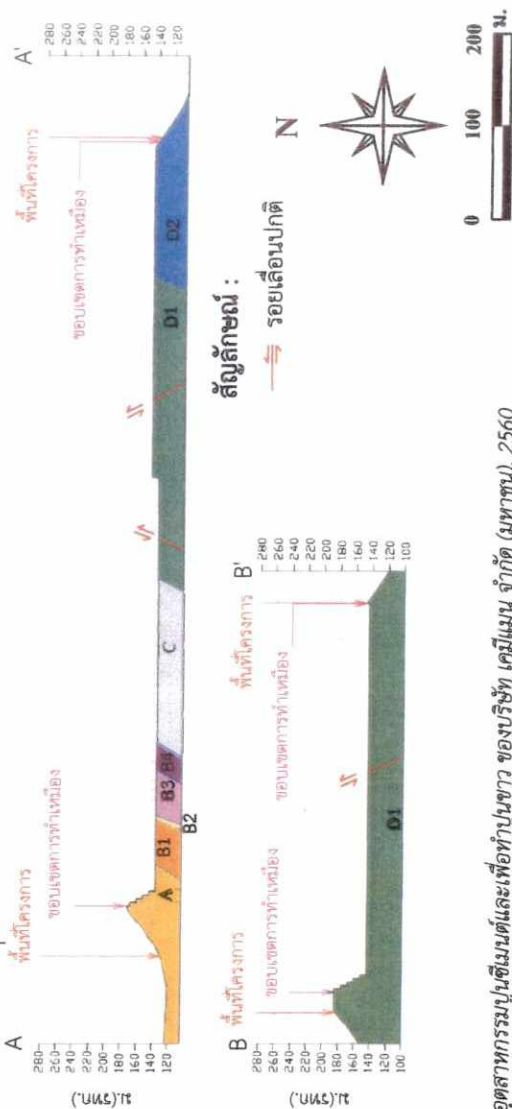 A
A'
ม.(รทก.)
280
260
240
220
200
180
160
140
120
280
260
240
220
200
180
160
140
120
พื้นที่โครงการ
ขอบเขตการทำเหมือง
พื้นที่โครงการ
ขอบเขตการทำเหมือง
A
B1
B2
B3
B4
C
D1
D2
B
B'
ม.(รทก.)
280
260
240
220
200
180
160
140
120
100
280
260
240
220
200
180
160
140
120
100
พื้นที่โครงการ
ขอบเขตการทำเหมือง
พื้นที่โครงการ
ขอบเขตการทำเหมือง
D1
สัญลักษณ์ :
รอยเลื่อนปกติ
N
0 100 200
ม.
อุตสาหกรรมปูนซีเมนต์และเพื่อทำปูนขาว ของบริษัท เคมีแมน จำกัด (มหาชน), 2560